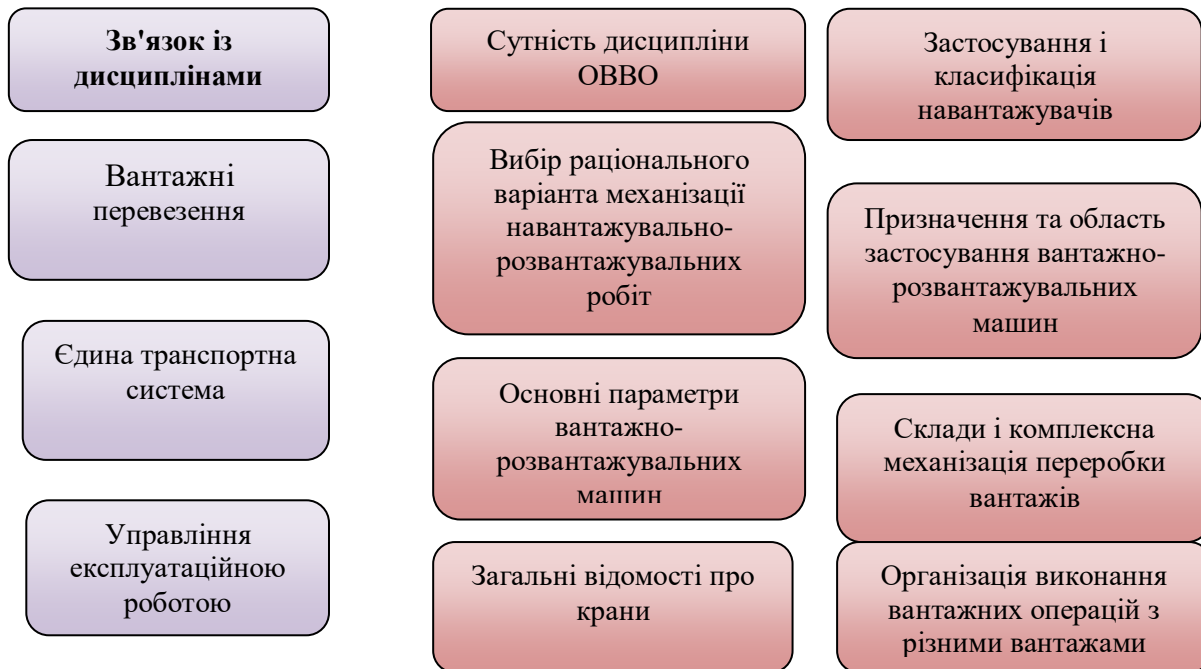 Зв'язок із
дисциплінами
Вантажні
перевезення
Єдина транспортна
система
Управління
експлуатаційною
роботою
Сутність дисципліни
ОВВО
Вибір раціонального
варіанта механізації
навантажувально-
розвантажувальних
робіт
Основні параметри
вантажно-
розвантажувальних
машин
Загальні відомості про
крани
Застосування і
класифікація
навантажувачів
Призначення та область
застосування вантажно-
розвантажувальних
машин
Склади і комплексна
механізація переробки
вантажів
Організація виконання
вантажних операцій з
різними вантажами